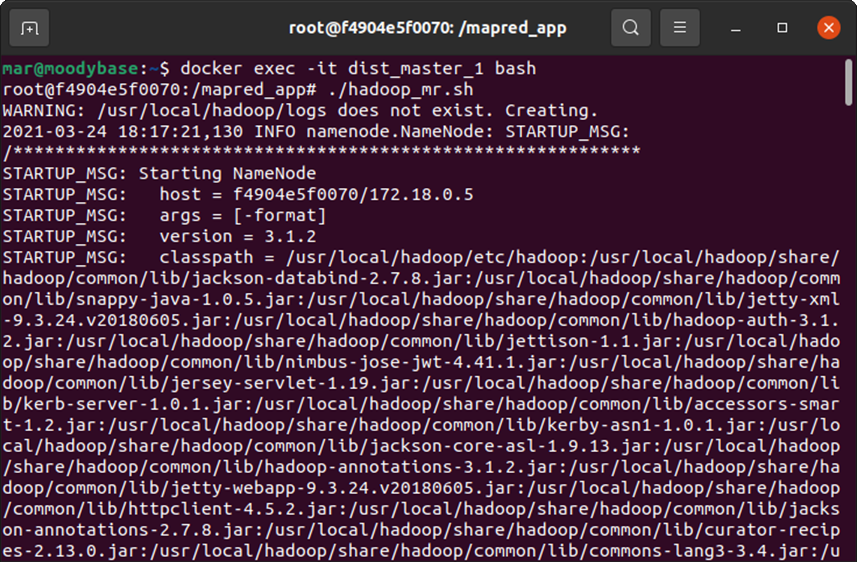 root@f4904e5f0070: /mapred_app
mar@moodybase:~$ docker exec -it dist_master_1 bash
root@f4904e5f0070:/mapred_app# ./hadoop_mr.sh
WARNING: /usr/local/hadoop/logs does not exist. Creating.
2021-03-24 18:17:21,130 INFO namenode.NameNode: STARTUP_MSG:
/************************************************************
STARTUP_MSG: Starting NameNode
STARTUP_MSG:   host = f4904e5f0070/172.18.0.5
STARTUP_MSG:   args = [-format]
STARTUP_MSG:   version = 3.1.2
STARTUP_MSG:   classpath = /usr/local/hadoop/etc/hadoop:/usr/local/hadoop/share/
hadoop/common/lib/jackson-databind-2.7.8.jar:/usr/local/hadoop/share/hadoop/comm
on/lib/snappy-java-1.0.5.jar:/usr/local/hadoop/share/hadoop/common/lib/jetty-xml
-9.3.24.v20180605.jar:/usr/local/hadoop/share/hadoop/common/lib/hadoop-auth-3.1.
2.jar:/usr/local/hadoop/share/hadoop/common/lib/jettison-1.1.jar:/usr/local/hado
op/share/hadoop/common/lib/nimbus-jose-jwt-4.41.1.jar:/usr/local/hadoop/share/ha
doop/common/lib/jersey-servlet-1.19.jar:/usr/local/hadoop/share/hadoop/common/li
b/kerb-server-1.0.1.jar:/usr/local/hadoop/share/hadoop/common/lib/accessors-smar
t-1.2.jar:/usr/local/hadoop/share/hadoop/common/lib/kerby-asn1-1.0.1.jar:/usr/lo
cal/hadoop/share/hadoop/common/lib/jackson-core-asl-1.9.13.jar:/usr/local/hadoop
/share/hadoop/common/lib/hadoop-annotations-3.1.2.jar:/usr/local/hadoop/share/ha
doop/common/lib/jetty-webapp-9.3.24.v20180605.jar:/usr/local/hadoop/share/hadoop
/common/lib/httpclient-4.5.2.jar:/usr/local/hadoop/share/hadoop/common/lib/jacks
on-annotations-2.7.8.jar:/usr/local/hadoop/share/hadoop/common/lib/curator-recip
es-2.13.0.jar:/usr/local/hadoop/share/hadoop/common/lib/commons-lang3-3.4.jar:/u